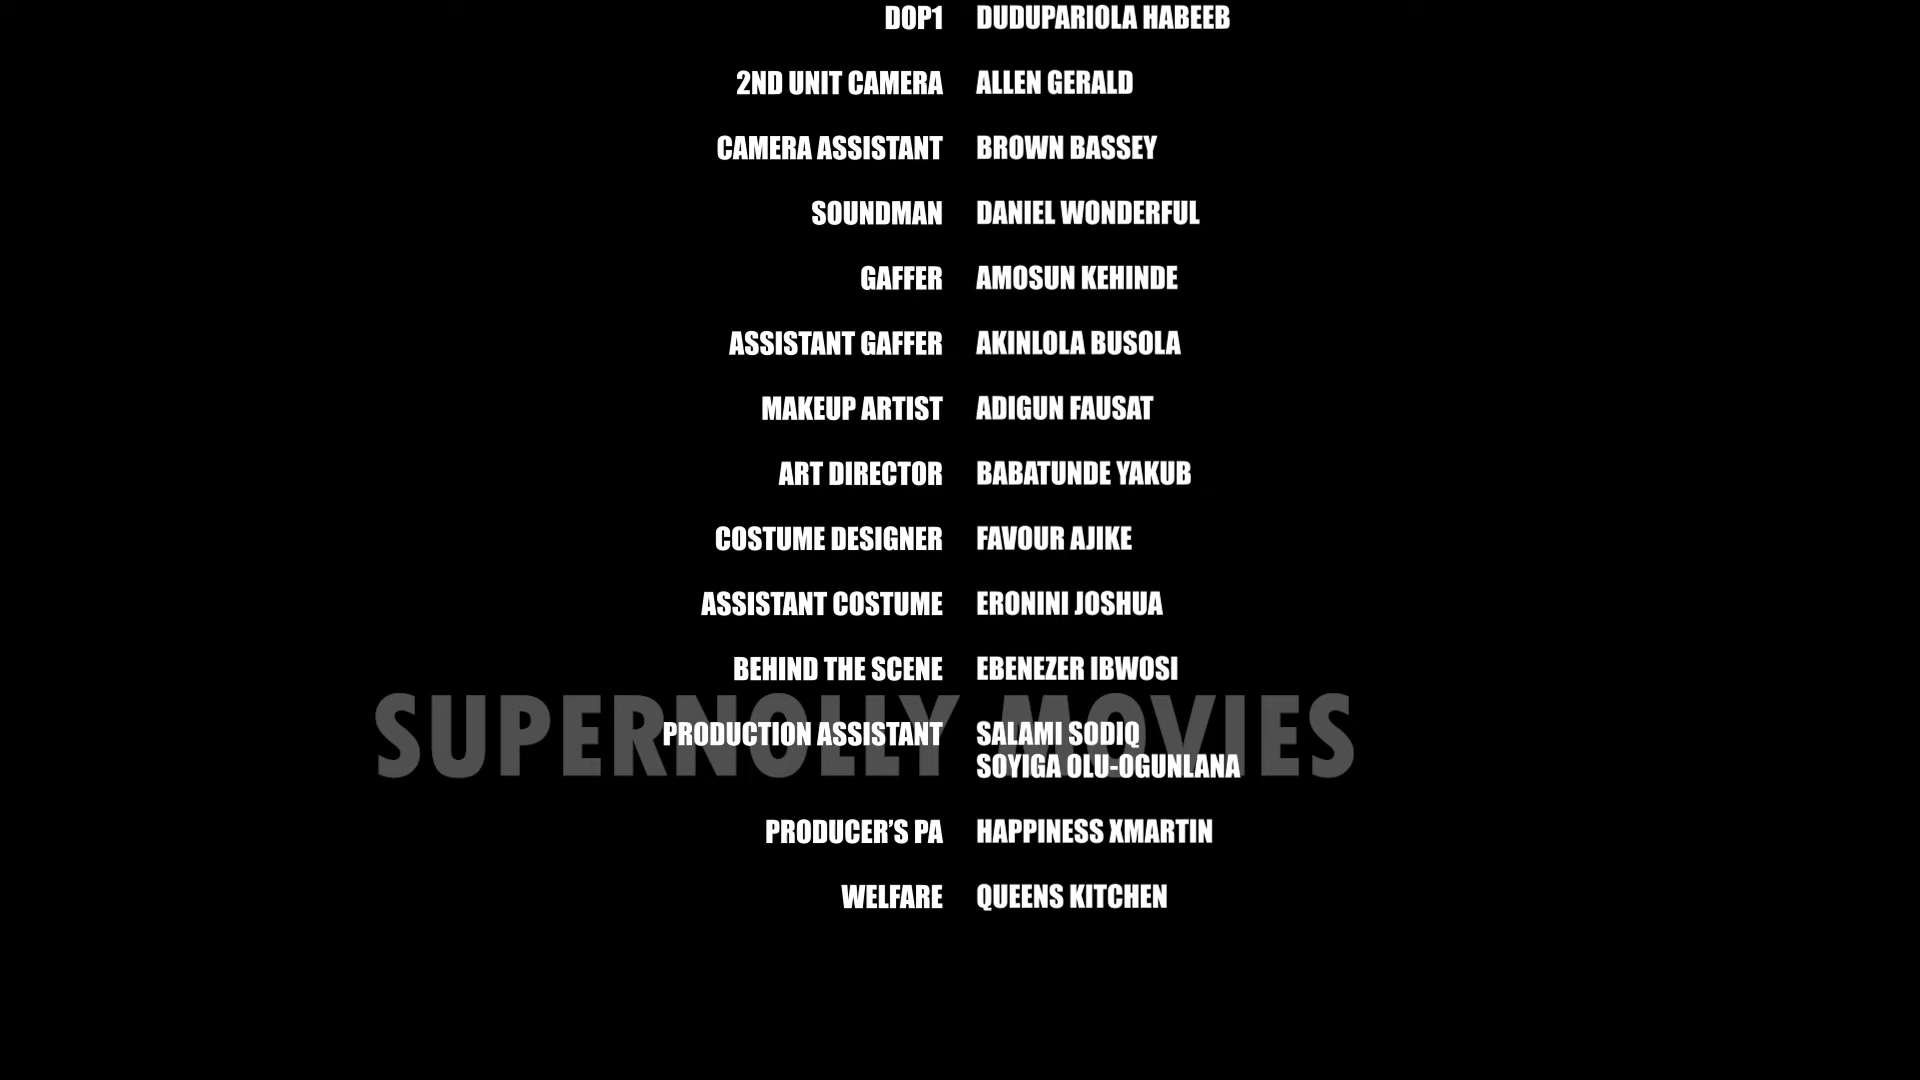 DOP1 DUDUPARIOLA HABEEB
2ND UNIT CAMERA ALLEN GERALD
CAMERA ASSISTANT BROWN BASSEY
SOUNDMAN DANIEL WONDERFUL
GAFFER AMOSUN KEHINDE
ASSISTANT GAFFER AKINLOLA BUSOLA
MAKEUP ARTIST ADIGUN FAUSAT
ART DIRECTOR BABATUNDE YAKUB
COSTUME DESIGNER FAVOUR AJIKE
ASSISTANT COSTUME ERONINI JOSHUA
BEHIND THE SCENE EBENEZER IBWOSI
SUPERNOLLY MOVIES
PRODUCTION ASSISTANT SALAMI SODIQ
SOYIGA OLU-OGUNLANA
PRODUCER’S PA HAPPINESS XMARTIN
WELFARE QUEENS KITCHEN